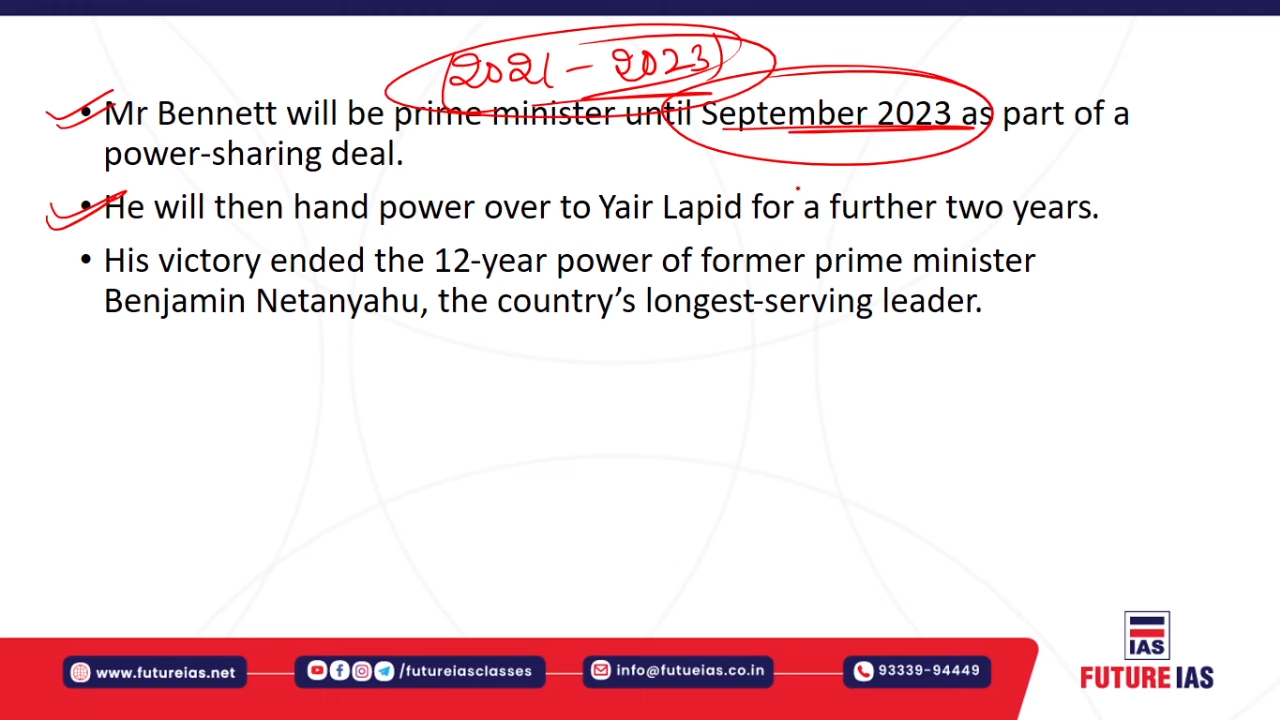 2021 - 2023
• Mr Bennett will be prime minister until September 2023 as part of a
power-sharing deal.
• He will then hand power over to Yair Lapid for a further two years.
• His victory ended the 12-year power of former prime minister
Benjamin Netanyahu, the country’s longest-serving leader.
IAS
FUTURE IAS
www.futureias.net
/futureiasclasses
info@futueias.co.in
93339-94449